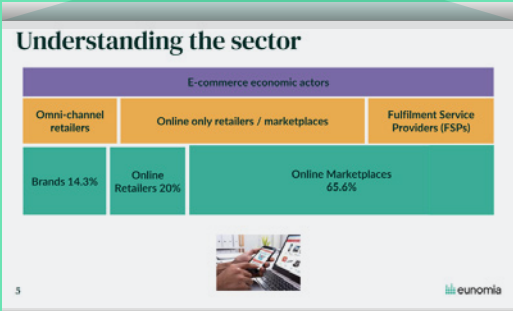 Understanding the sector
E-commerce economic actors
Omni-channel
retailers
Online only retailers / marketplaces
Fulfilment Service
Providers (FSPs)
Brands 14.3%
Online
Retailers 20%
Online Marketplaces
65.6%
5
eunomia